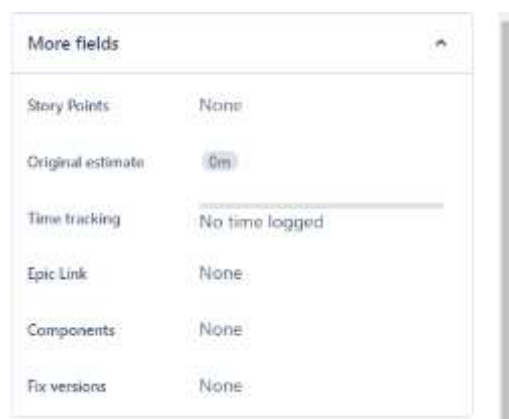 More fields
Story Points None
Original estimate 0m
Time tracking No time logged
Epic Link None
Components None
Fix versions None